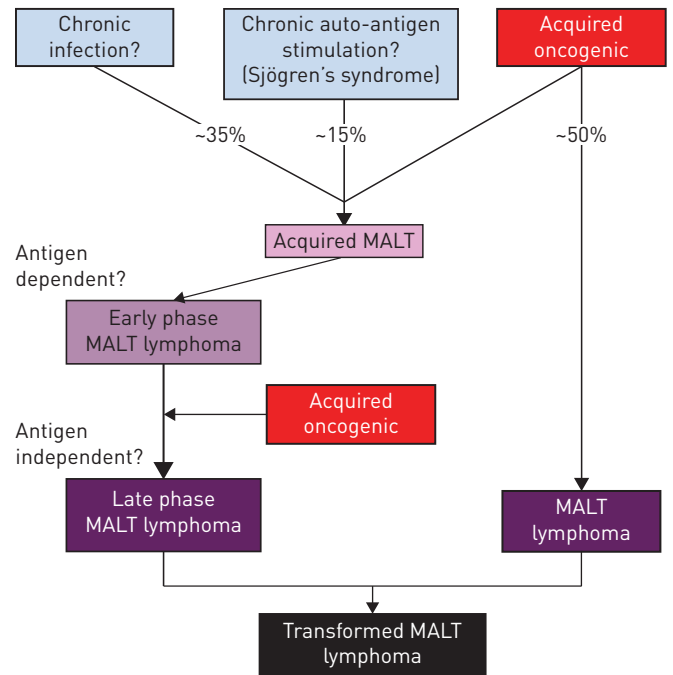 Chronic
infection?
Chronic auto-antigen
stimulation?
(Sjögren's syndrome)
Acquired
oncogenic
~35%
~15%
~50%
Acquired MALT
Antigen
dependent?
Early phase
MALT lymphoma
Acquired
oncogenic
Antigen
independent?
Late phase
MALT lymphoma
MALT
lymphoma
Transformed MALT
lymphoma